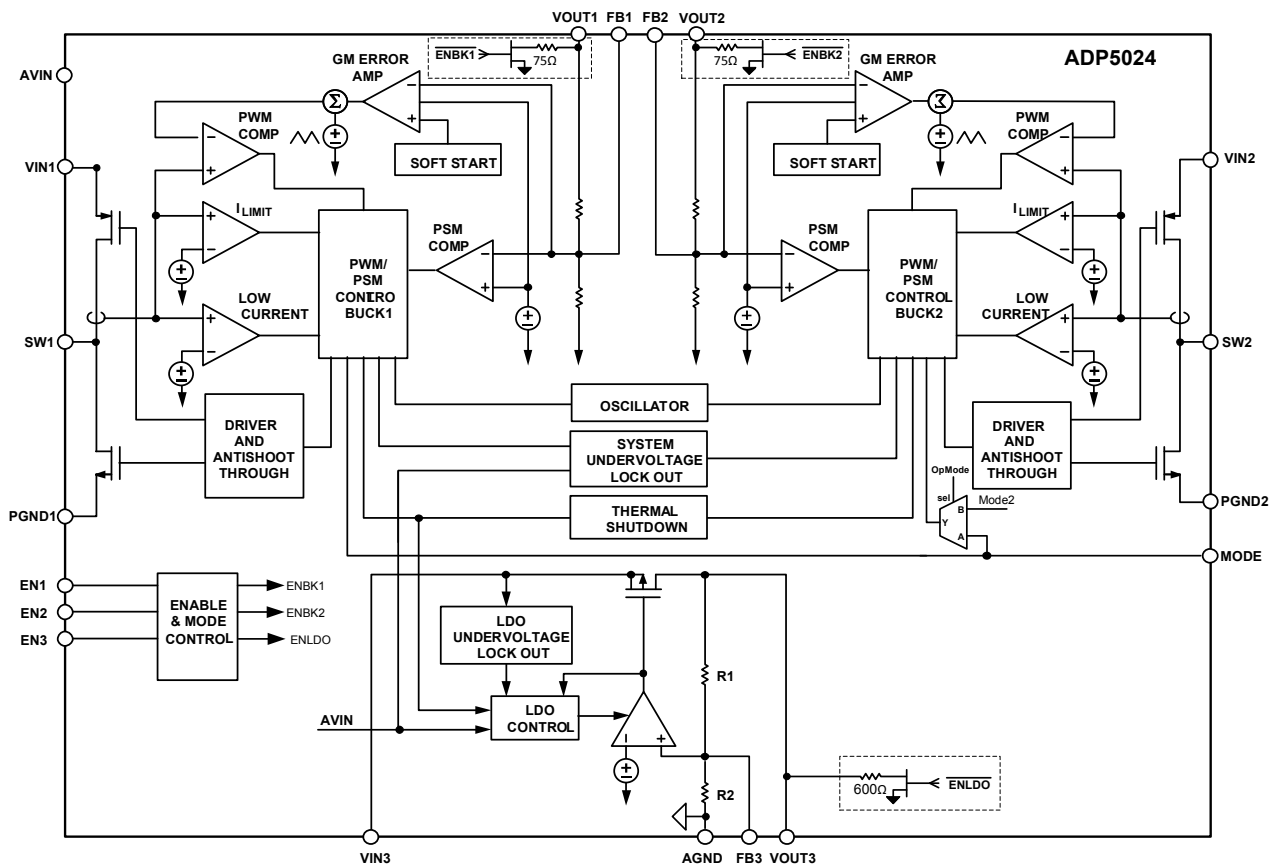 VOUT1 FB1 FB2 VOUT2
ENBK1
75Ω
75Ω
ENBK2
ADP5024
AVIN
GM ERROR
AMP
GM ERROR
AMP
Σ
Σ
PWM
COMP
PWM
COMP
SOFT START
SOFT START
VIN1
VIN2
ILIMIT
ILIMIT
PSM
COMP
PSM
COMP
PWM/
PSM
CONTRO
BUCK1
PWM/
PSM
CONTROL
BUCK2
LOW
CURRENT
LOW
CURRENT
SW1
SW2
OSCILLATOR
DRIVER
AND
ANTISHOOT
THROUGH
SYSTEM
UNDERVOLTAGE
LOCK OUT
DRIVER
AND
ANTISHOOT
THROUGH
OpMode
sel
B
Mode2
Y
A
PGND1
PGND2
THERMAL
SHUTDOWN
MODE
EN1
EN2
EN3
ENABLE
& MODE
CONTROL
ENBK1
ENBK2
ENLDO
LDO
UNDERVOLTAGE
LOCK OUT
R1
LDO
CONTROL
AVIN
R2
600Ω
ENLDO
VIN3
AGND FB3 VOUT3